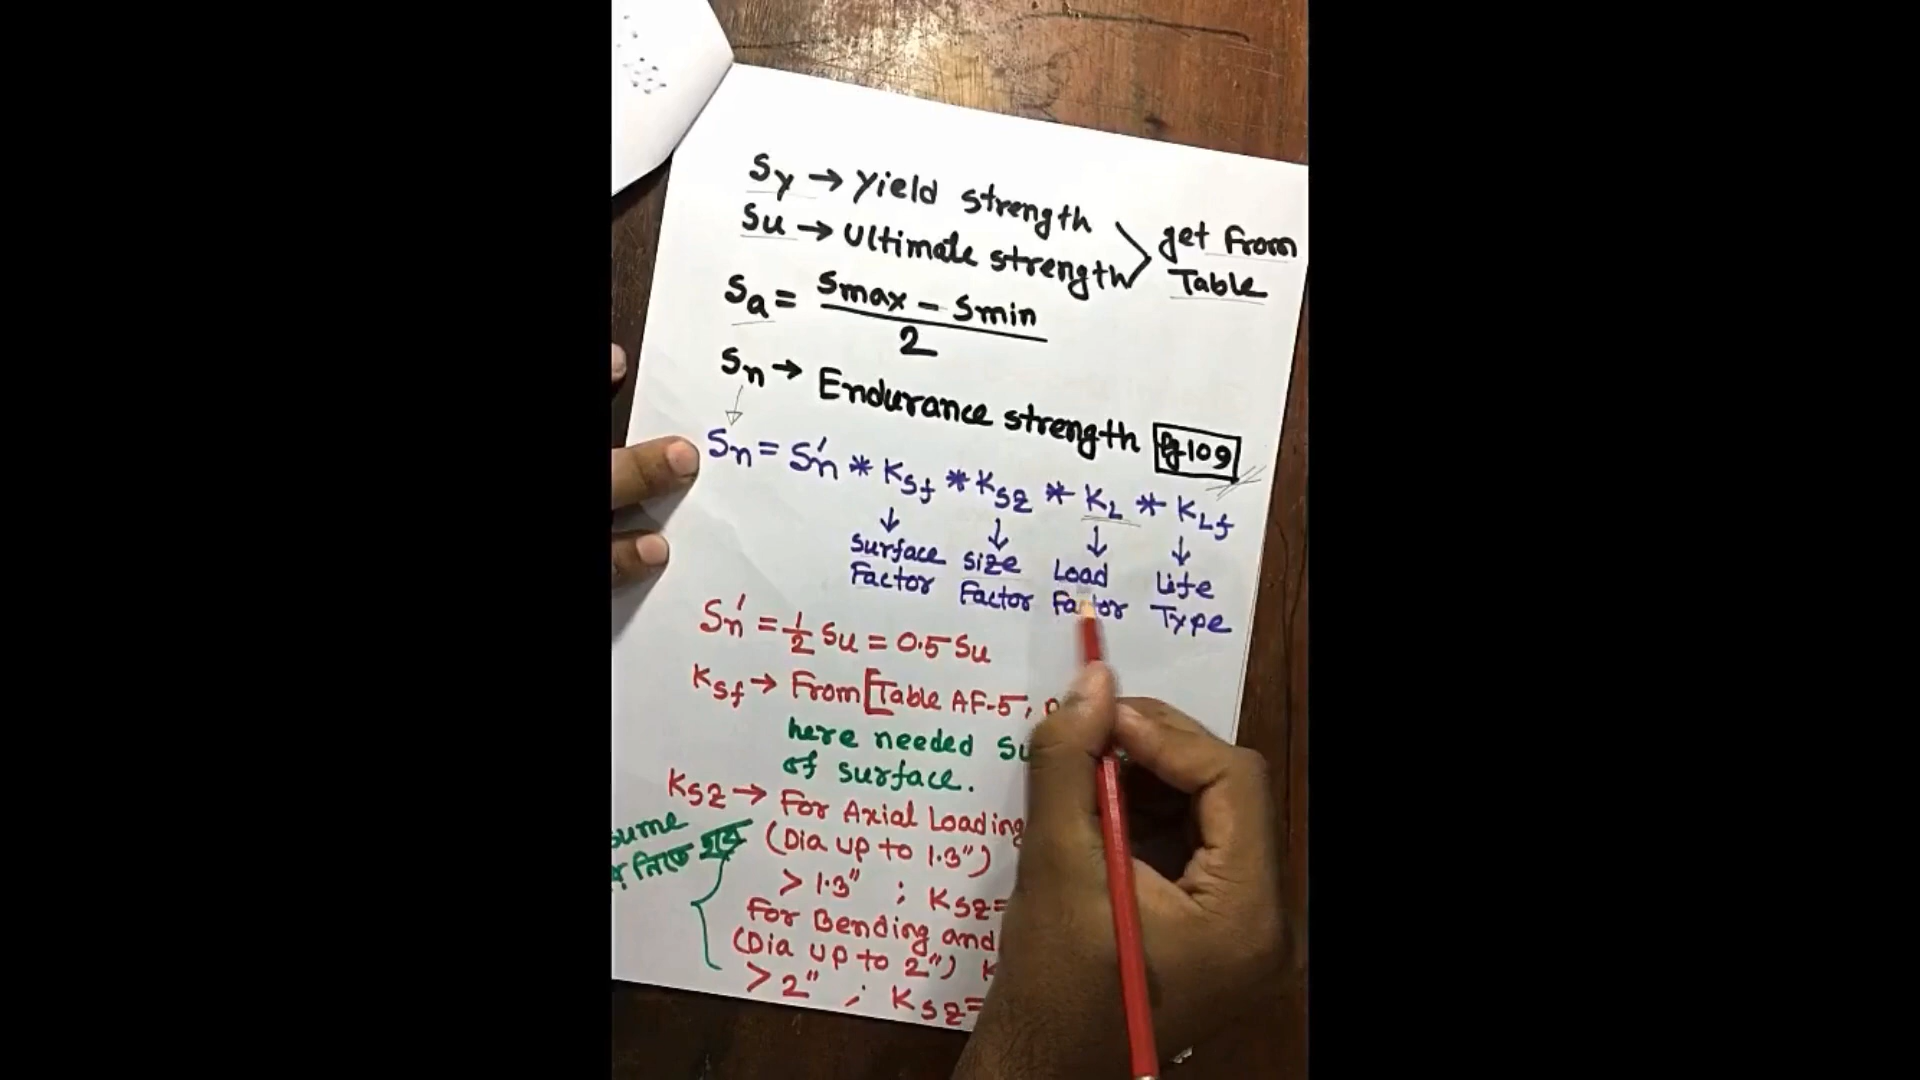 Sy → Yield strength
Su → Ultimate strength
get From
Table
Sa = Smax - Smin
2
Sn → Endurance strength Pg109
Sn = S'n * Ksf * Ksz * KL * KLf
↓ ↓ ↓ ↓
Surface Size Load Life
Factor Factor Factor Type
S'n = 1/2 Su = 0.5 Su
Ksf → From [Table AF-5,
here needed Su
of surface.
Ksz → For Axial Loading
(Dia up to 1.3")
> 1.3" ; Ksz=
নিতে হবে
For Bending and
(Dia up to 2") K
> 2" ; Ksz=